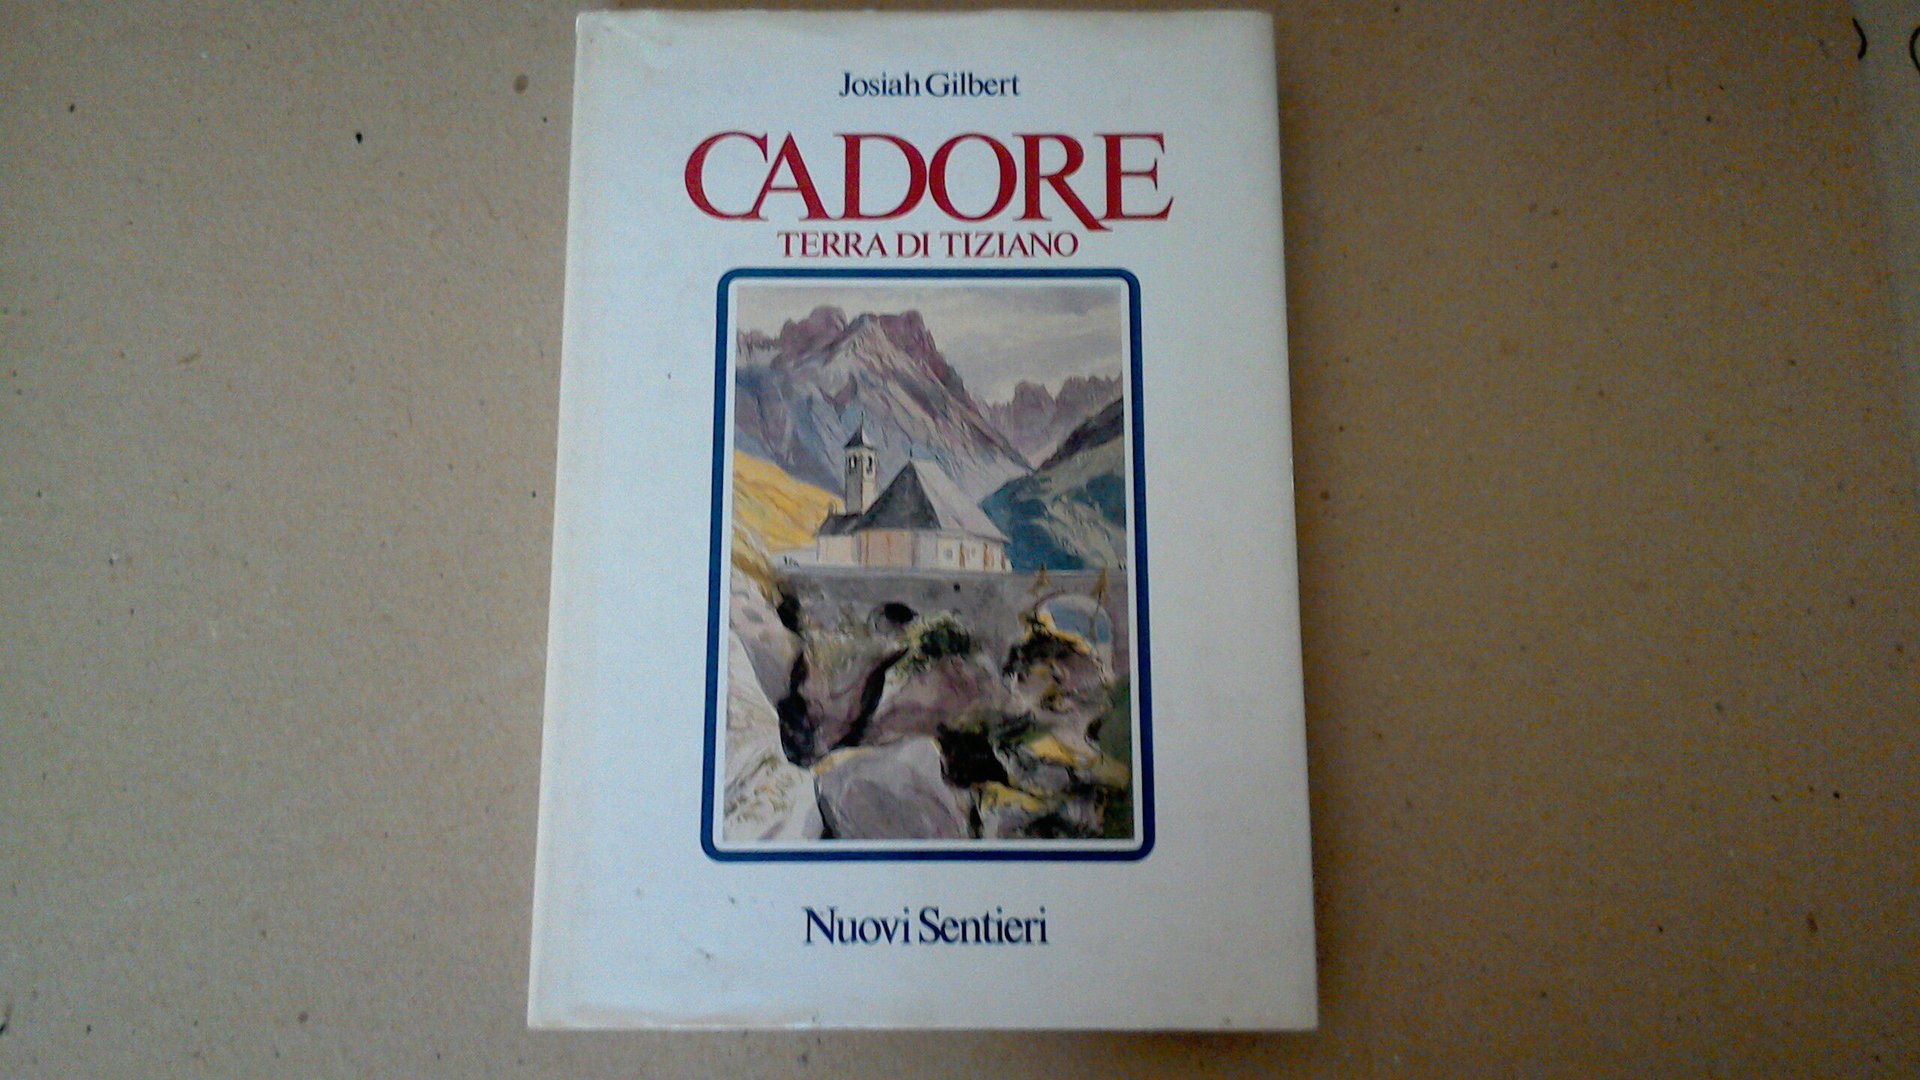 Josiah Gilbert
CADORE
TERRA DI TIZIANO
Nuovi Sentieri